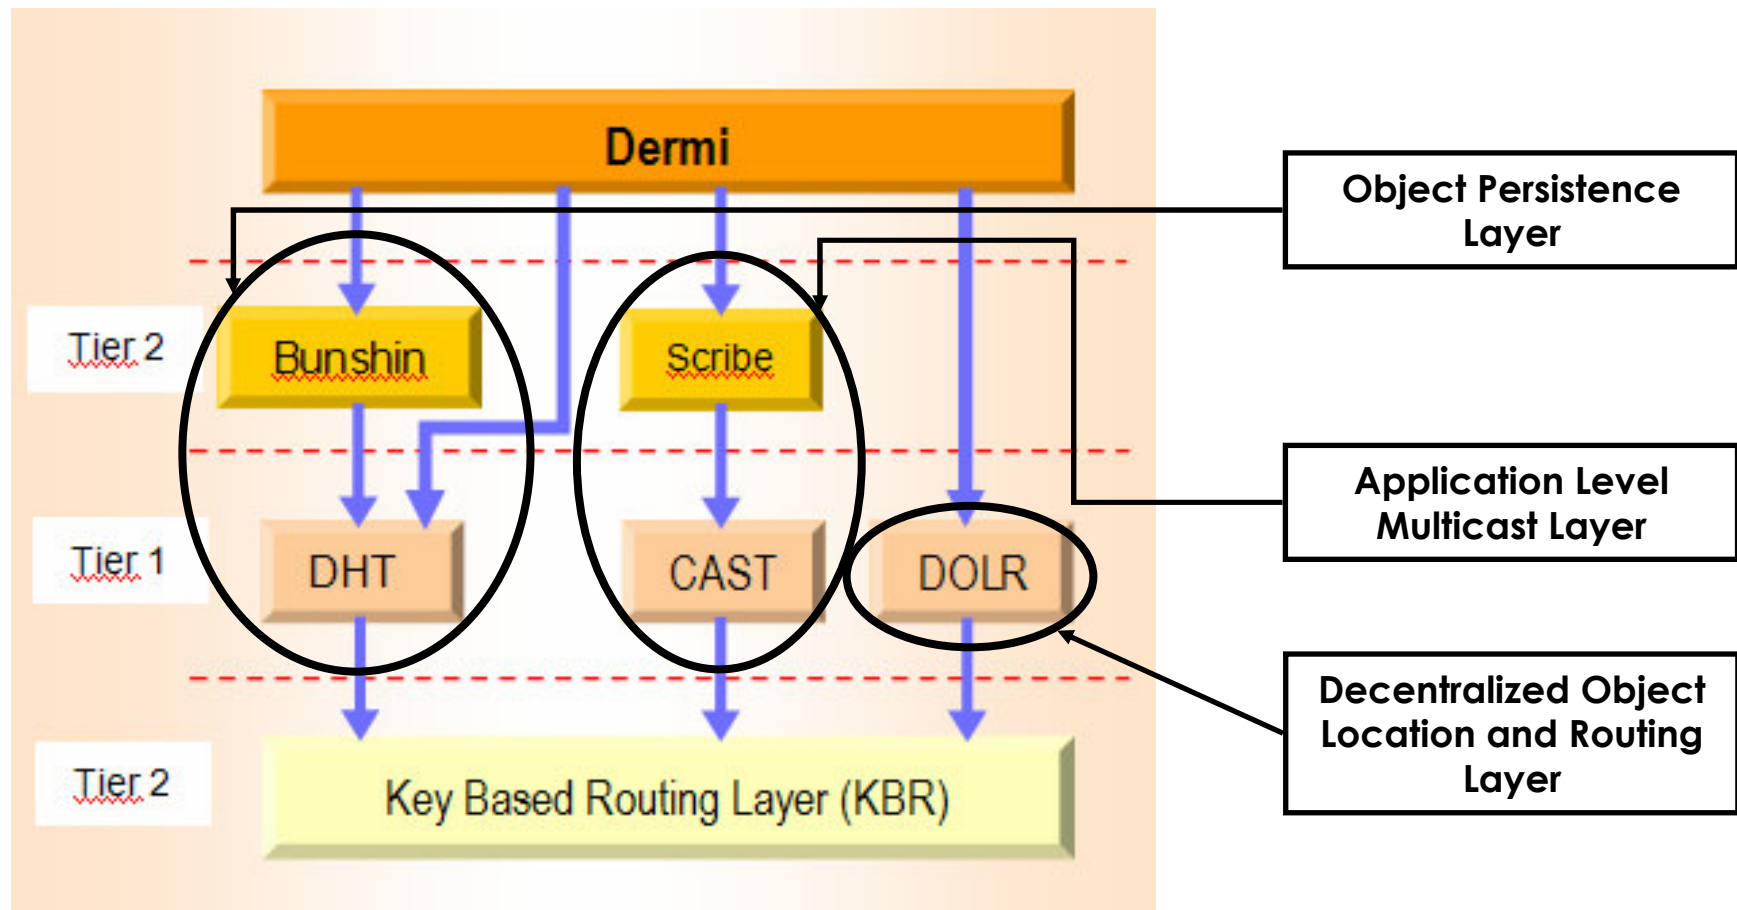 Dermi
Object Persistence
Layer
Tier 2
Bunshin
Scribe
Application Level
Multicast Layer
Tier 1
DHT
CAST
DOLR
Decentralized Object
Location and Routing
Layer
Tier 2
Key Based Routing Layer (KBR)